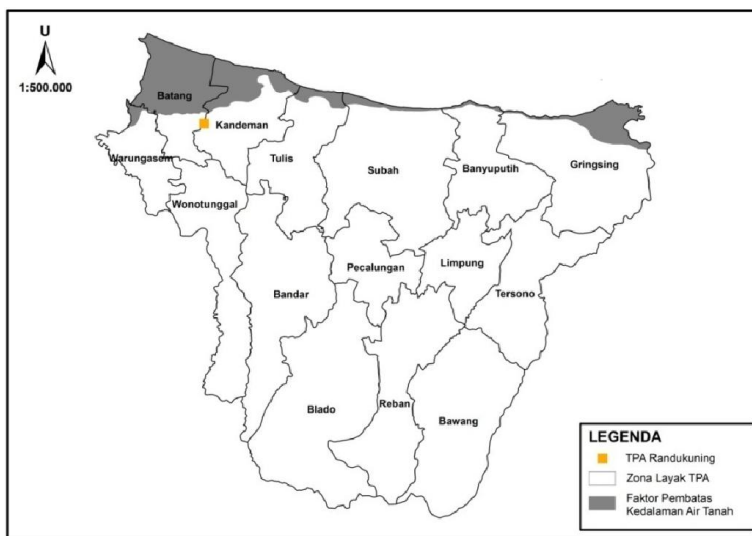 U
1:500.000
Batang
Kandeman
Warungasem
Tulis
Subah
Banyuputih
Gringsing
Wonotunggal
Pecalungan
Limpung
Bandar
Tersono
Blado
Reban
Bawang
LEGENDA
TPA Randukuning
Zona Layak TPA
Faktor Pembatas
Kedalaman Air Tanah